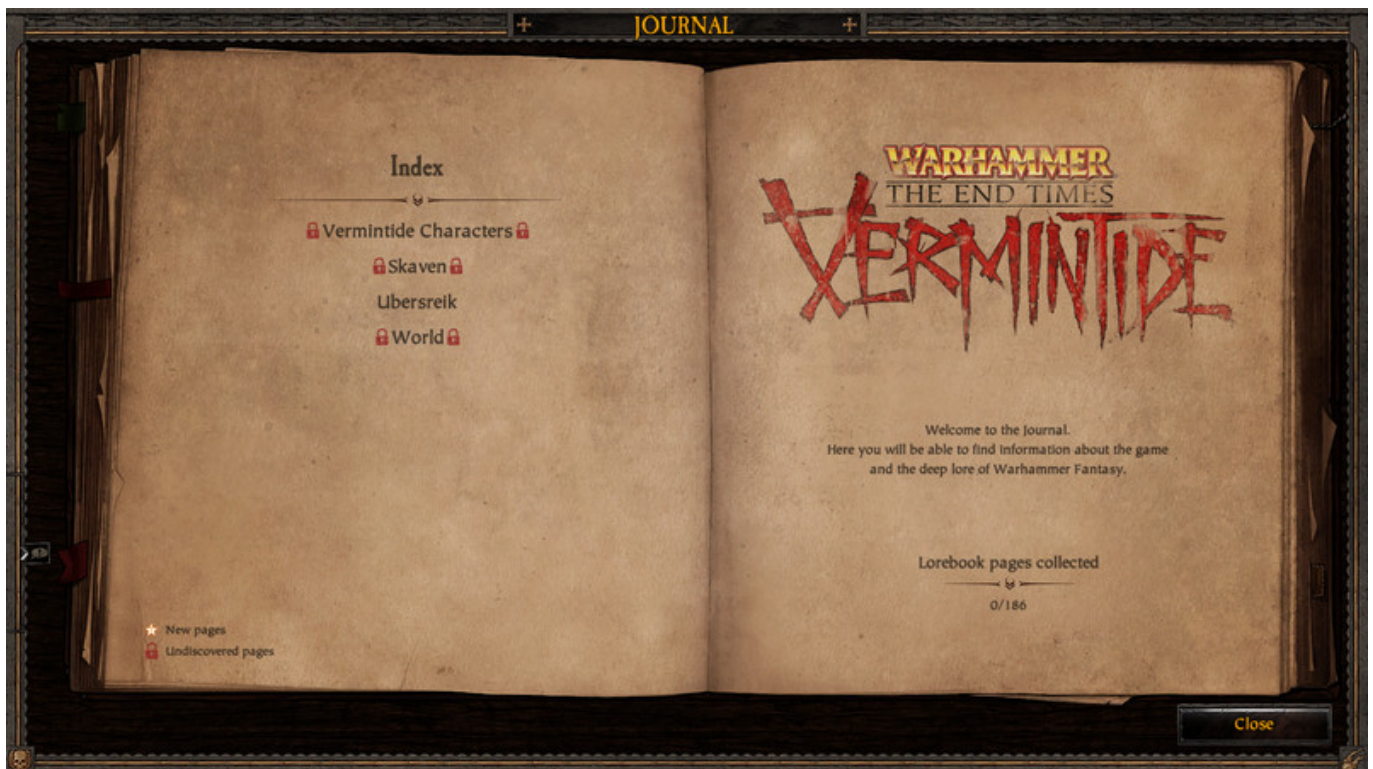 JOURNAL
Index
Vermintide Characters
Skaven
Ubersreik
World
New pages
Undiscovered pages
WARHAMMER
THE END TIMES
VERMINTIDE
Welcome to the Journal.
Here you will be able to find information about the game
and the deep lore of Warhammer Fantasy.
Lorebook pages collected
0/186
Close